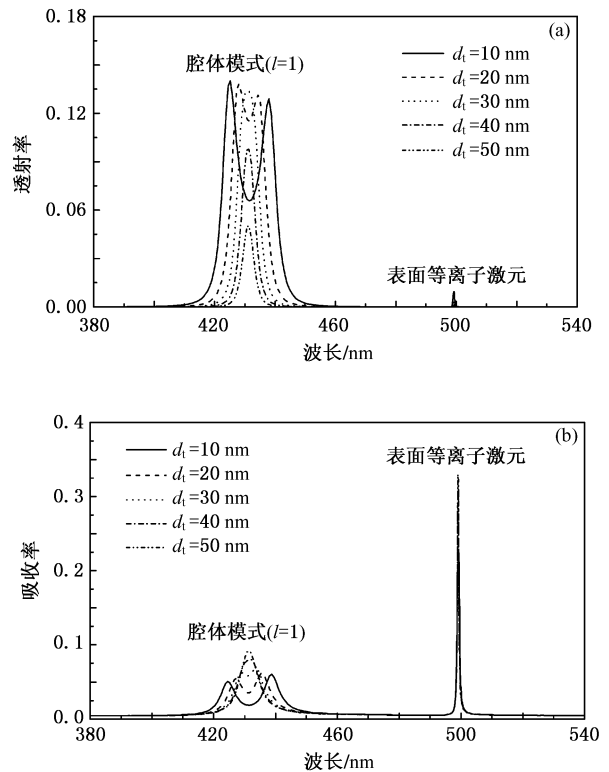 (a)
0.18
0.12
0.06
0.00
透射率
腔体模式(l=1)
dt=10 nm
dt=20 nm
dt=30 nm
dt=40 nm
dt=50 nm
表面等离子激元
380
420
460
500
540
波长/nm
(b)
0.4
0.3
0.2
0.1
0.0
吸收率
dt=10 nm
dt=20 nm
dt=30 nm
dt=40 nm
dt=50 nm
表面等离子激元
腔体模式(l=1)
380
420
460
500
540
波长/nm